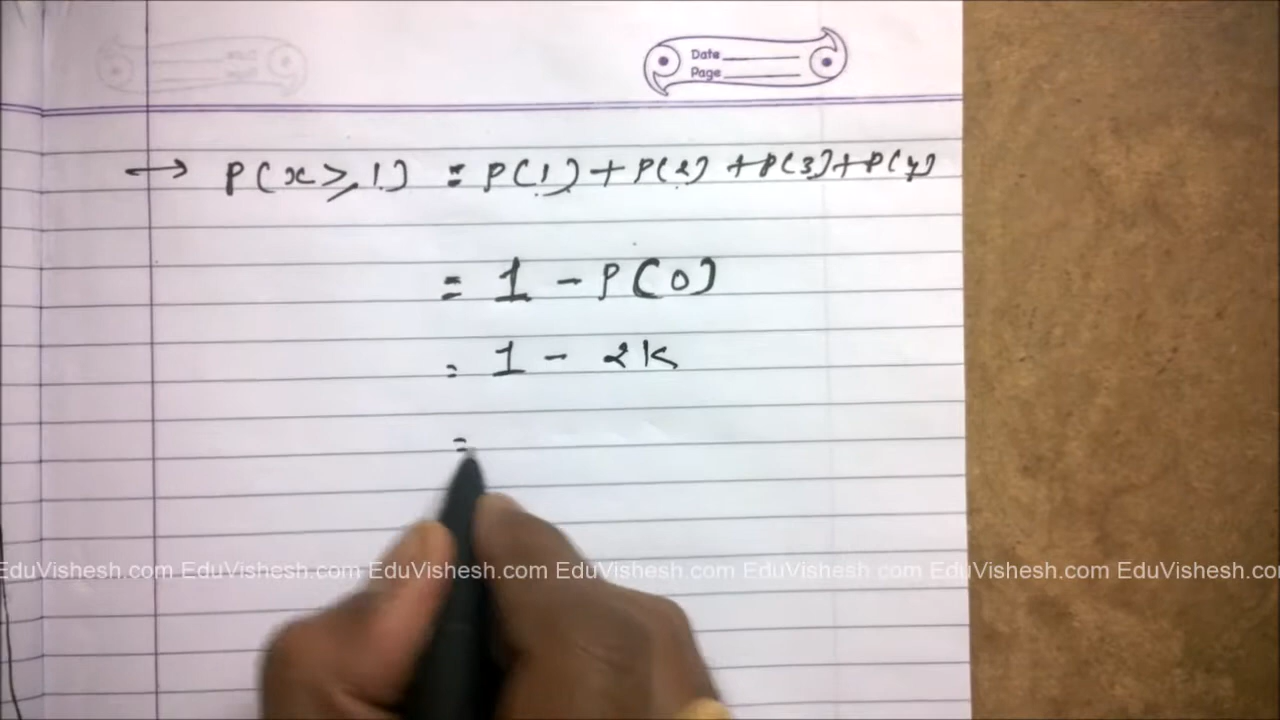 Date
Page
→ P(x≥1) = P(1) + P(2) + P(3) + P(4)
= 1 - P(0)
= 1 - 2K
=
EduVishesh.com EduVishesh.com EduVishesh.com EduVishesh.com EduVishesh.com EduVishesh.com EduVishesh.com